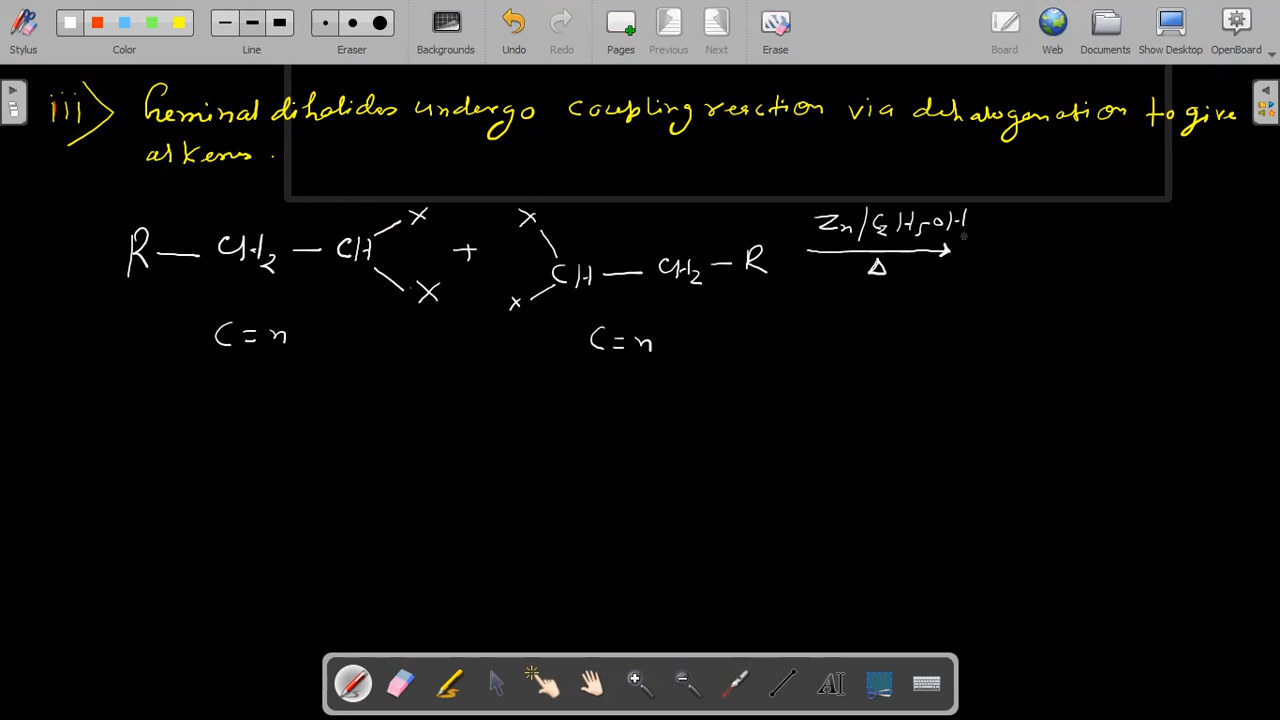 Stylus Color Line Eraser Backgrounds Undo Redo Pages Previous Next Erase Board Web Documents Show Desktop OpenBoard
iii) Geminal dihalides undergo coupling reaction via dehalogenation to give
alkenes.
R — CH2 — CH X X + X X CH — CH2 — R Zn/C2H5OH Δ
C = n C = n
AI